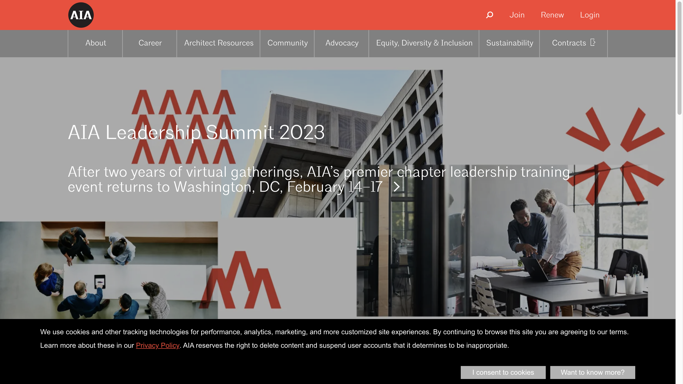 AIA
Join Renew Login
About Career Architect Resources Community Advocacy Equity, Diversity & Inclusion Sustainability Contracts
AIA Leadership Summit 2023
After two years of virtual gatherings, AIA's premier chapter leadership training
event returns to Washington, DC, February 14–17
We use cookies and other tracking technologies for performance, analytics, marketing, and more customized site experiences. By continuing to browse this site you are agreeing to our terms.
Learn more about these in our Privacy Policy. AIA reserves the right to delete content and suspend user accounts that it determines to be inappropriate.
I consent to cookies Want to know more?